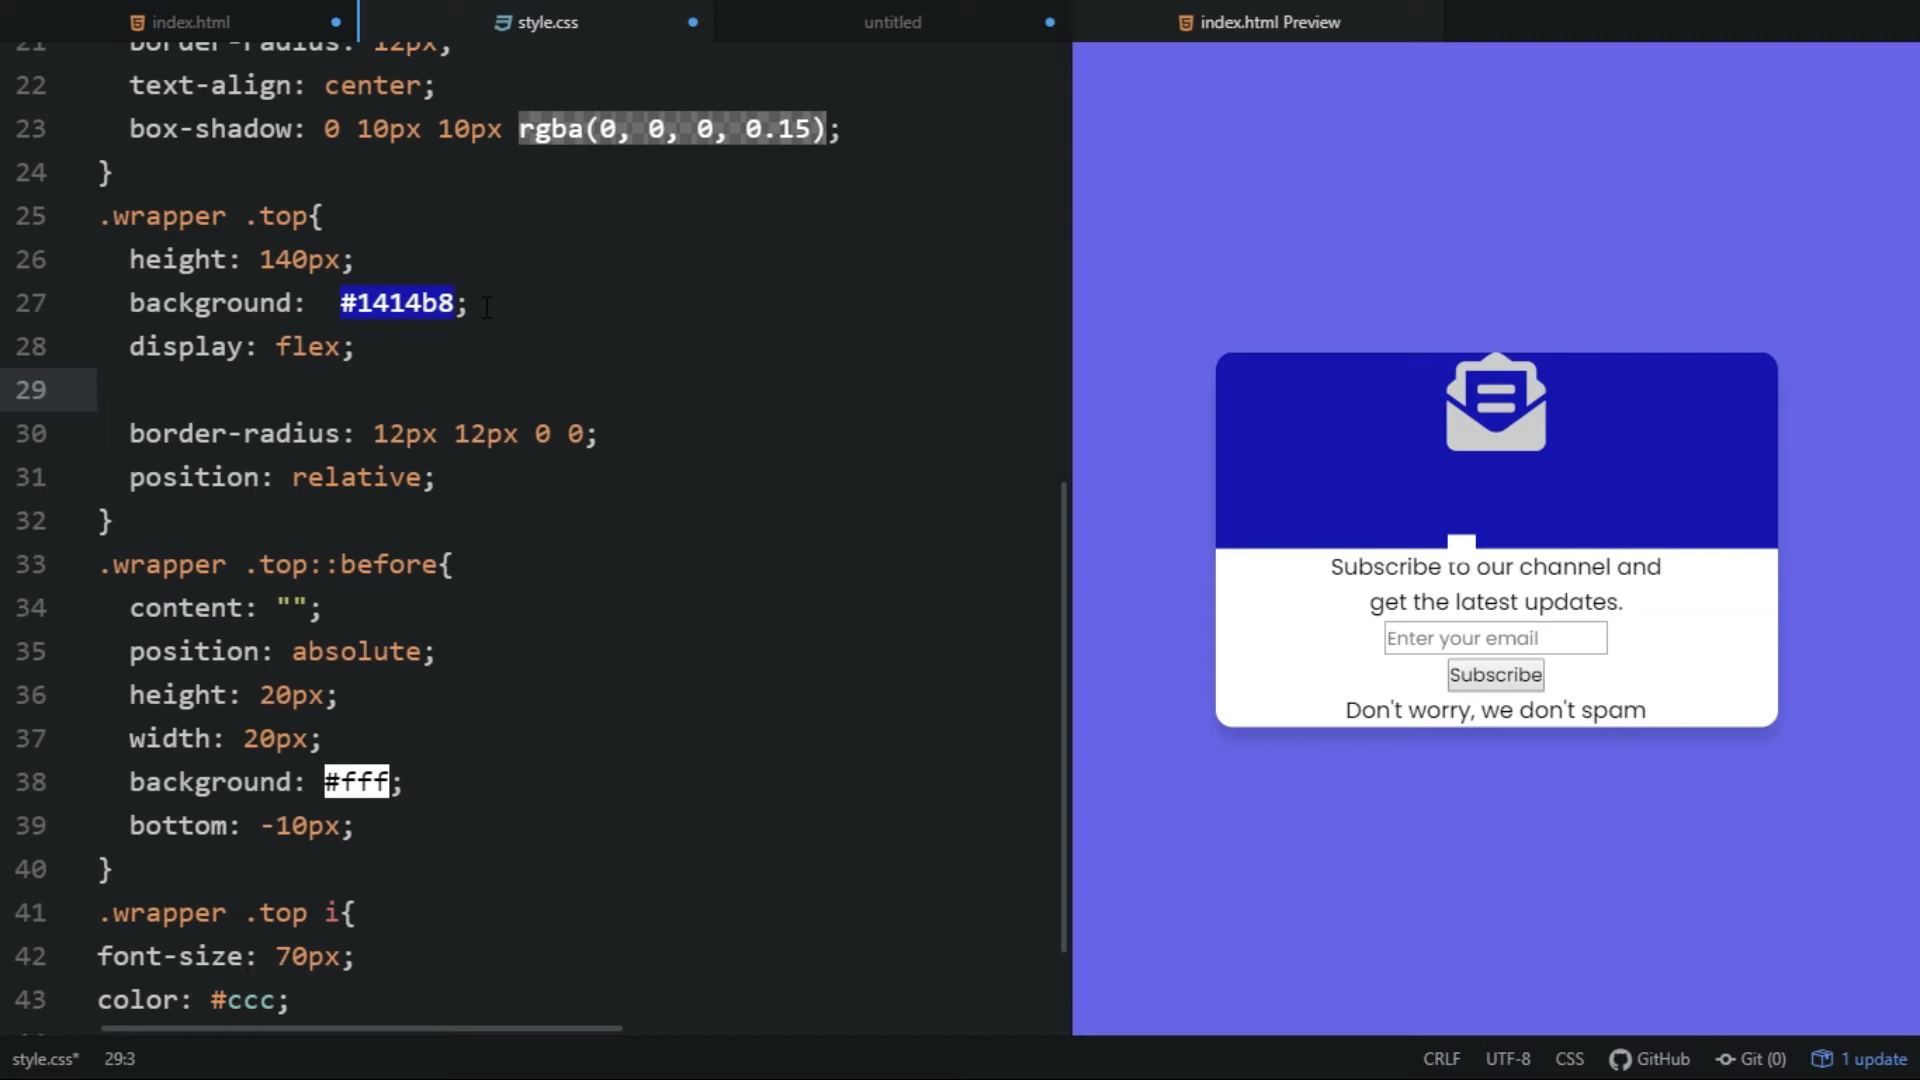 index.html
style.css
untitled
index.html Preview
21 border-radius: 12px;
22 text-align: center;
23 box-shadow: 0 10px 10px rgba(0, 0, 0, 0.15);
24 }
25 .wrapper .top{
26 height: 140px;
27 background:  #1414b8;
28 display: flex;
29
30 border-radius: 12px 12px 0 0;
31 position: relative;
32 }
33 .wrapper .top::before{
34 content: "";
35 position: absolute;
36 height: 20px;
37 width: 20px;
38 background: #fff;
39 bottom: -10px;
40 }
41 .wrapper .top i{
42 font-size: 70px;
43 color: #ccc;
Subscribe to our channel and
get the latest updates.
Enter your email
Subscribe
Don't worry, we don't spam
style.css* 29:3
CRLF UTF-8 CSS GitHub Git (0) 1 update